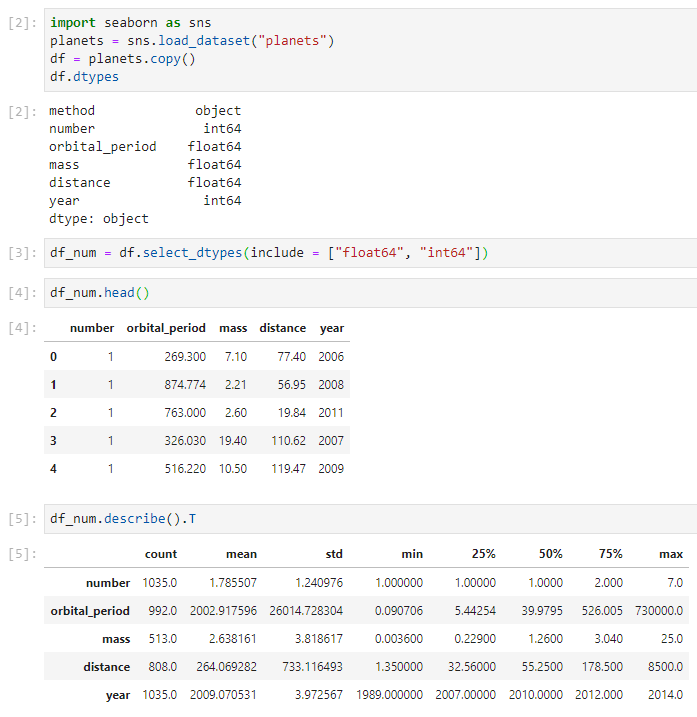 [2]: import seaborn as sns
planets = sns.load_dataset("planets")
df = planets.copy()
df.dtypes
[2]: method object
number int64
orbital_period float64
mass float64
distance float64
year int64
dtype: object
[3]: df_num = df.select_dtypes(include = ["float64", "int64"])
[4]: df_num.head()
[4]: number orbital_period mass distance year
0 1 269.300 7.10 77.40 2006
1 1 874.774 2.21 56.95 2008
2 1 763.000 2.60 19.84 2011
3 1 326.030 19.40 110.62 2007
4 1 516.220 10.50 119.47 2009
[5]: df_num.describe().T
[5]: count mean std min 25% 50% 75% max
number 1035.0 1.785507 1.240976 1.000000 1.00000 1.0000 2.000 7.0
orbital_period 992.0 2002.917596 26014.728304 0.090706 5.44254 39.9795 526.005 730000.0
mass 513.0 2.638161 3.818617 0.003600 0.22900 1.2600 3.040 25.0
distance 808.0 264.069282 733.116493 1.350000 32.56000 55.2500 178.500 8500.0
year 1035.0 2009.070531 3.972567 1989.000000 2007.00000 2010.0000 2012.000 2014.0